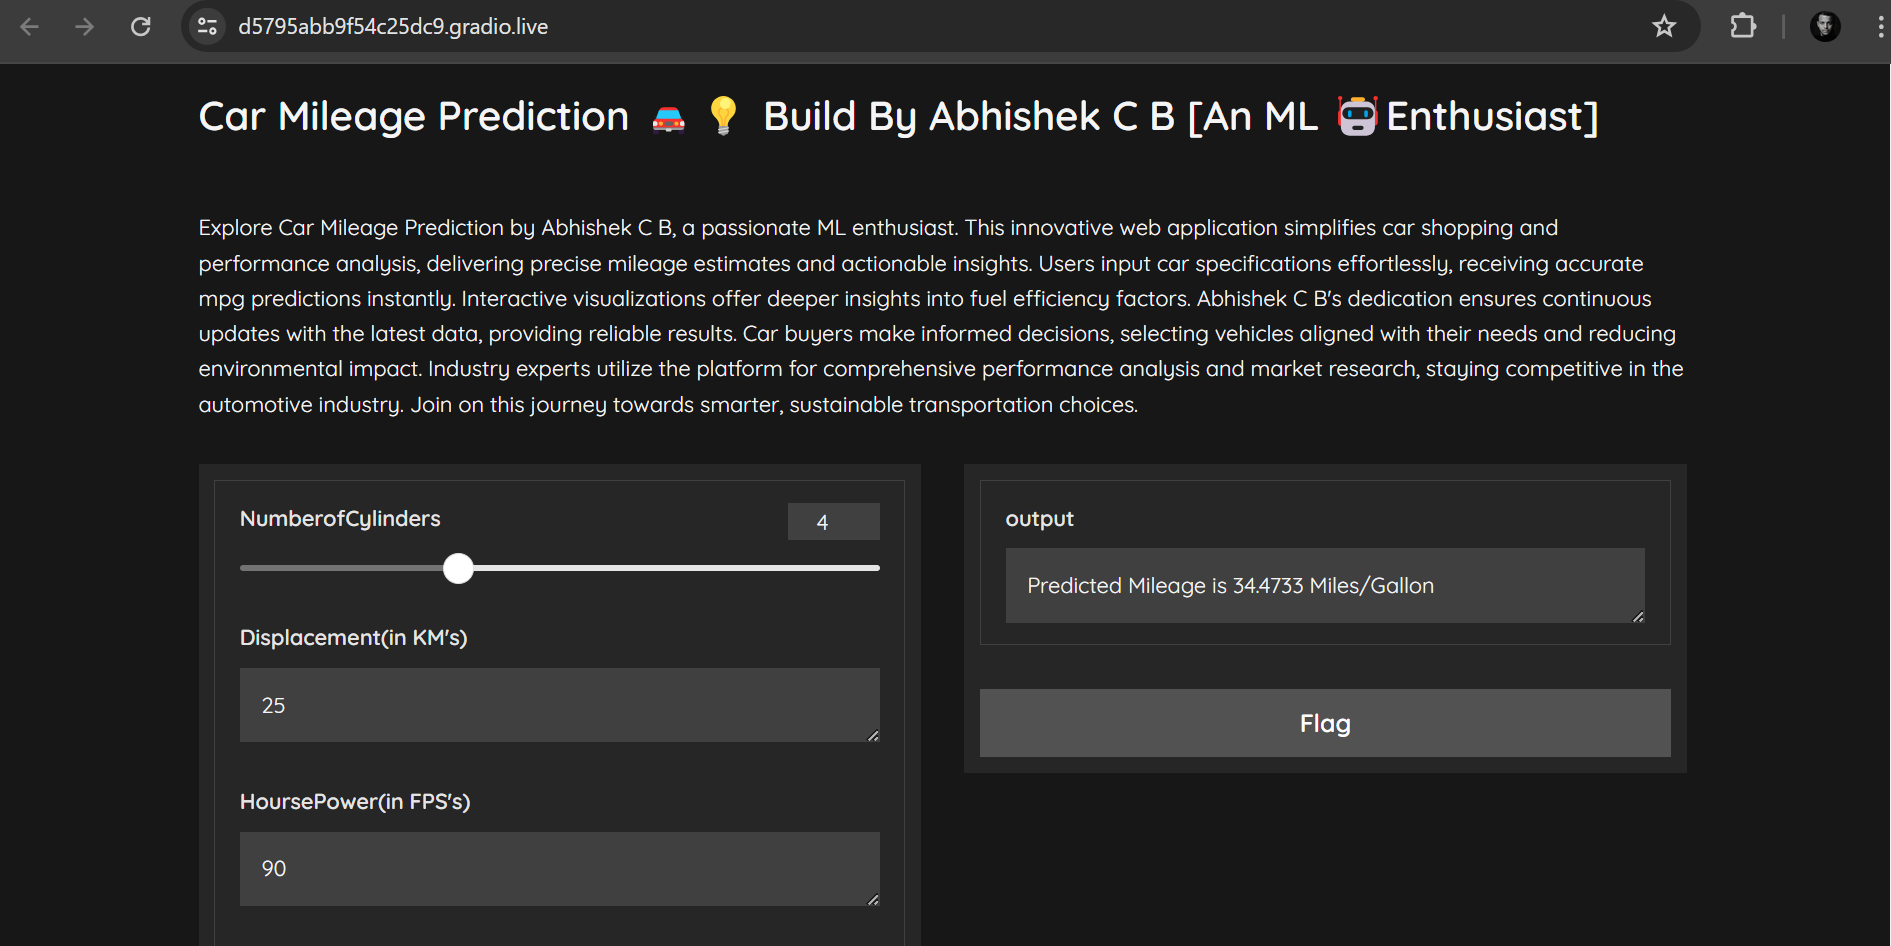 d5795abb9f54c25dc9.gradio.live
Car Mileage Prediction 🚘 💡 Build By Abhishek C B [An ML 🤖Enthusiast]
Explore Car Mileage Prediction by Abhishek C B, a passionate ML enthusiast. This innovative web application simplifies car shopping and
performance analysis, delivering precise mileage estimates and actionable insights. Users input car specifications effortlessly, receiving accurate
mpg predictions instantly. Interactive visualizations offer deeper insights into fuel efficiency factors. Abhishek C B's dedication ensures continuous
updates with the latest data, providing reliable results. Car buyers make informed decisions, selecting vehicles aligned with their needs and reducing
environmental impact. Industry experts utilize the platform for comprehensive performance analysis and market research, staying competitive in the
automotive industry. Join on this journey towards smarter, sustainable transportation choices.
NumberofCylinders
4
Displacement(in KM's)
25
HoursePower(in FPS's)
90
output
Predicted Mileage is 34.4733 Miles/Gallon
Flag